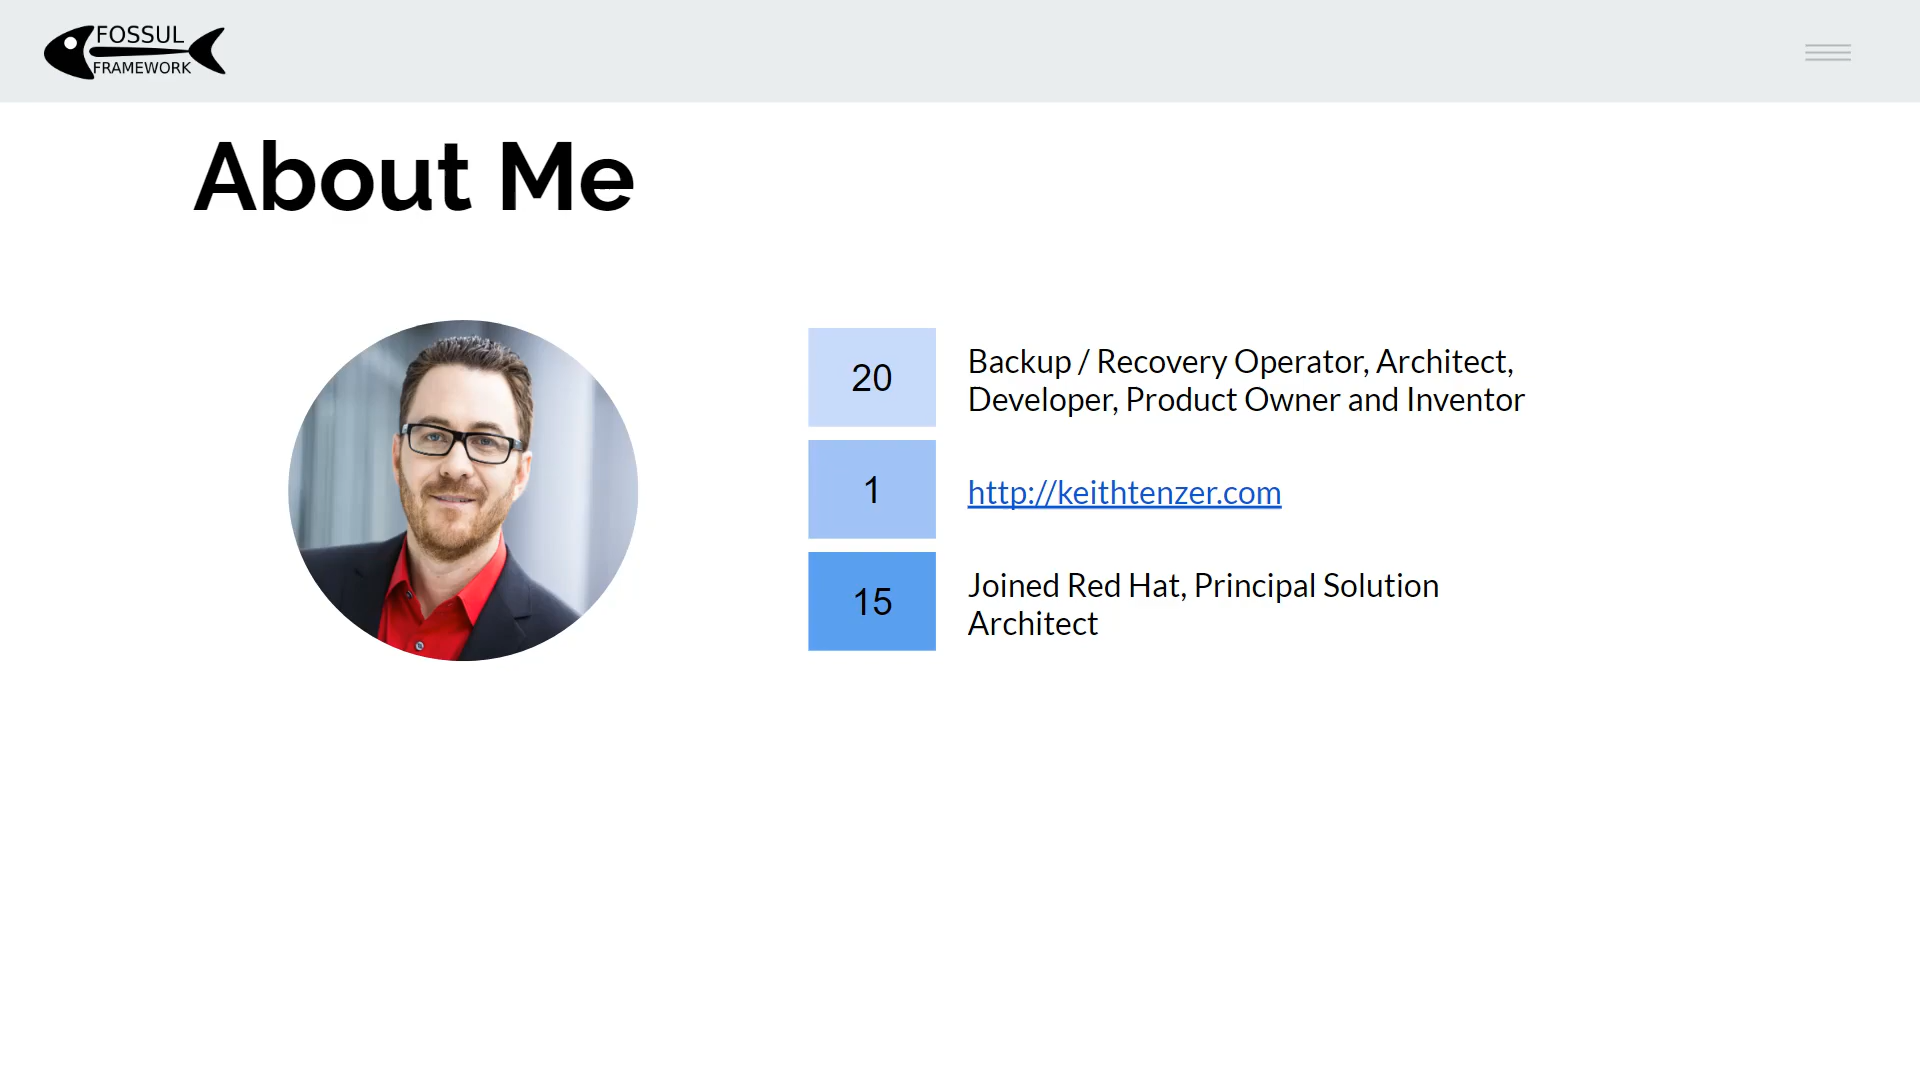 FOSSUL
FRAMEWORK
About Me
20
Backup / Recovery Operator, Architect,
Developer, Product Owner and Inventor
1
http://keithtenzer.com
15
Joined Red Hat, Principal Solution
Architect